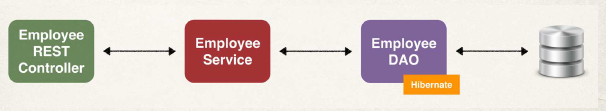 Employee
REST
Controller
Employee
Service
Employee
DAO
Hibernate